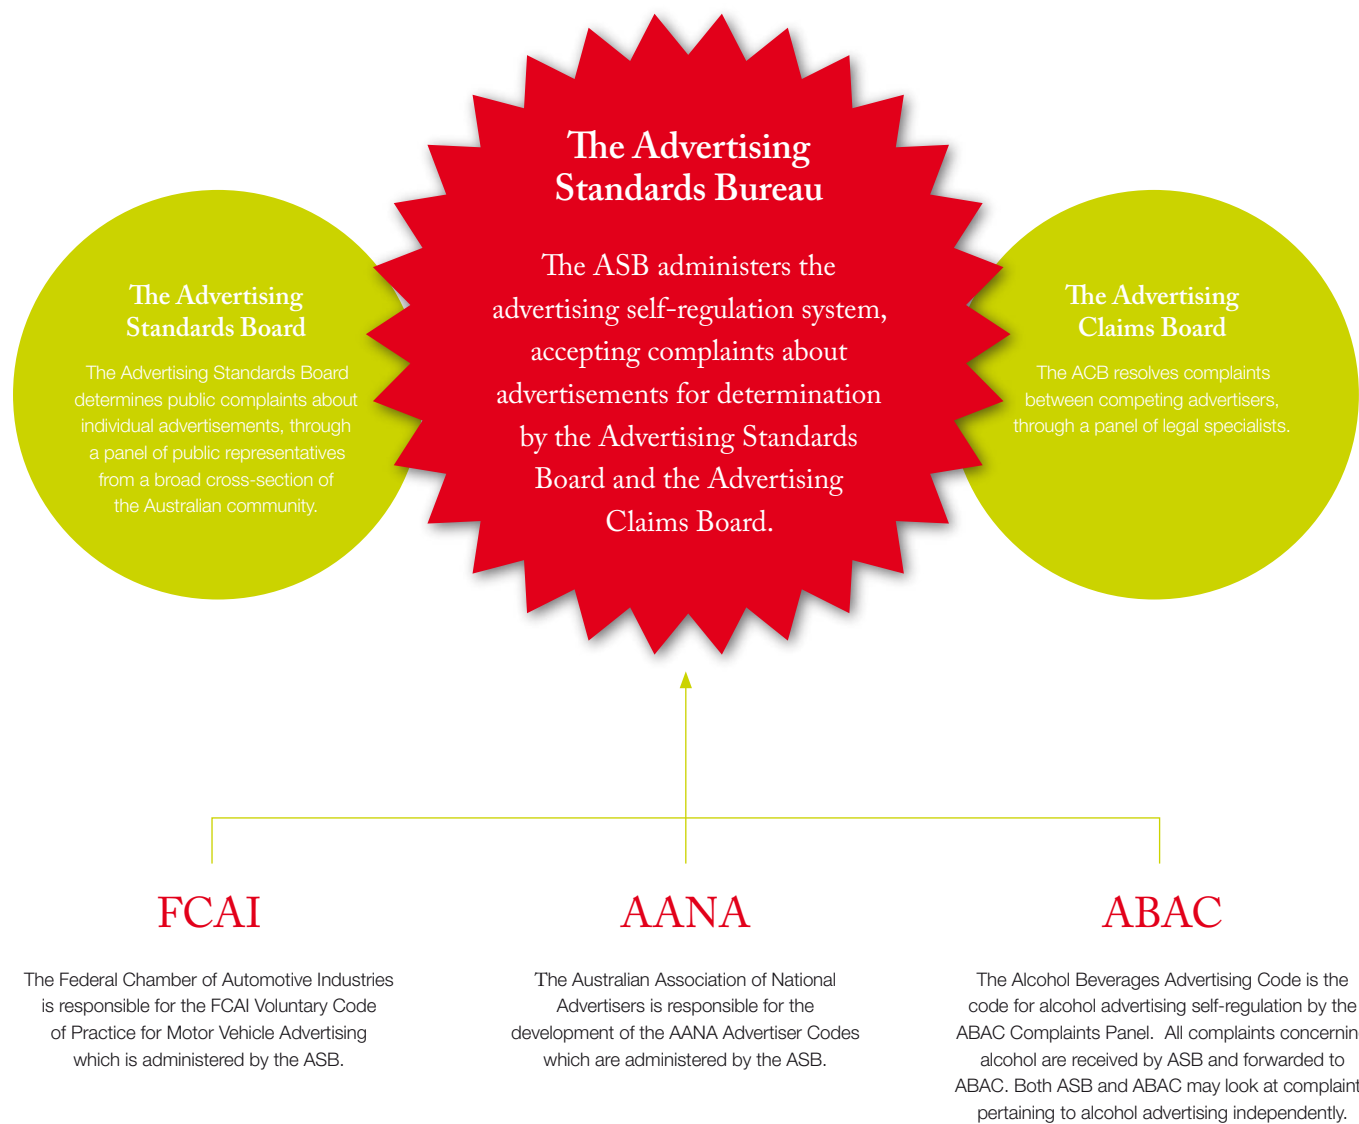 The Advertising
Standards Bureau
The ASB administers the
advertising self-regulation system,
accepting complaints about
advertisements for determination
by the Advertising Standards
Board and the Advertising
Claims Board.
The Advertising
Standards Board
The Advertising Standards Board
determines public complaints about
individual advertisements, through
a panel of public representatives
from a broad cross-section of
the Australian community.
The Advertising
Claims Board
The ACB resolves complaints
between competing advertisers,
through a panel of legal specialists.
FCAI
The Federal Chamber of Automotive Industries
is responsible for the FCAI Voluntary Code
of Practice for Motor Vehicle Advertising
which is administered by the ASB.
AANA
The Australian Association of National
Advertisers is responsible for the
development of the AANA Advertiser Codes
which are administered by the ASB.
ABAC
The Alcohol Beverages Advertising Code is the
code for alcohol advertising self-regulation by the
ABAC Complaints Panel.  All complaints concernin
alcohol are received by ASB and forwarded to
ABAC. Both ASB and ABAC may look at complaint
pertaining to alcohol advertising independently.